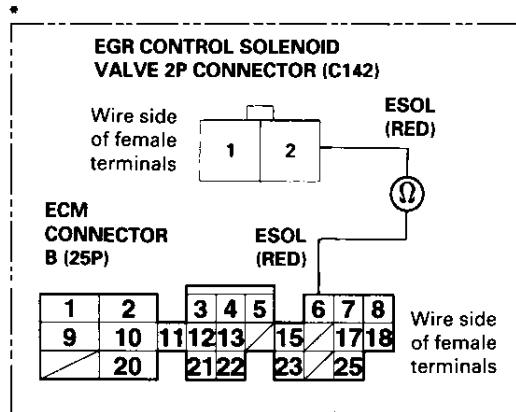 EGR CONTROL SOLENOID
VALVE 2P CONNECTOR (C142)
Wire side
of female
terminals
1 2
ESOL
(RED)
Ω
ECM
CONNECTOR
B (25P)
ESOL
(RED)
1 2 3 4 5 6 7 8
9 10 11 12 13 15 17 18
20 21 22 23 25
Wire side
of female
terminals